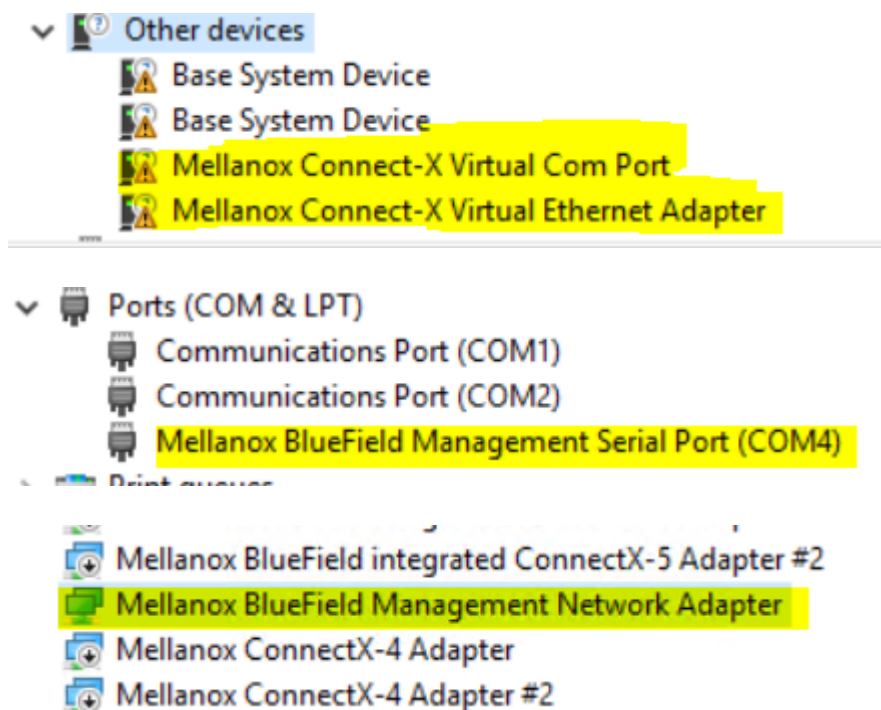 Other devices
Base System Device
Base System Device
Mellanox Connect-X Virtual Com Port
Mellanox Connect-X Virtual Ethernet Adapter
Ports (COM & LPT)
Communications Port (COM1)
Communications Port (COM2)
Mellanox BlueField Management Serial Port (COM4)
Print queues
Mellanox BlueField integrated ConnectX-5 Adapter #2
Mellanox BlueField Management Network Adapter
Mellanox ConnectX-4 Adapter
Mellanox ConnectX-4 Adapter #2